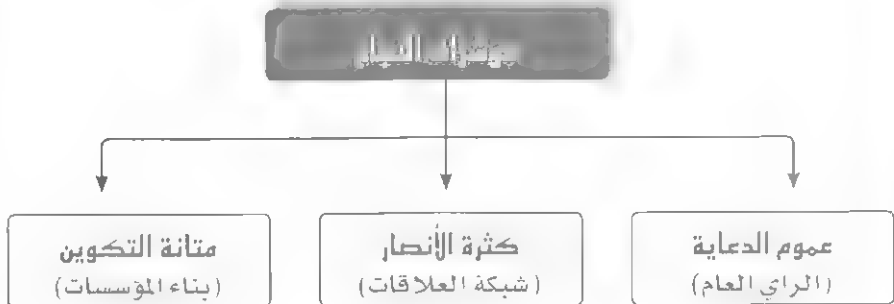 عموم الدعاية
(الراي العام)
كثرة الأنصار
(شبكة العلاقات)
متانة التكوين
(بناء المؤسسات)